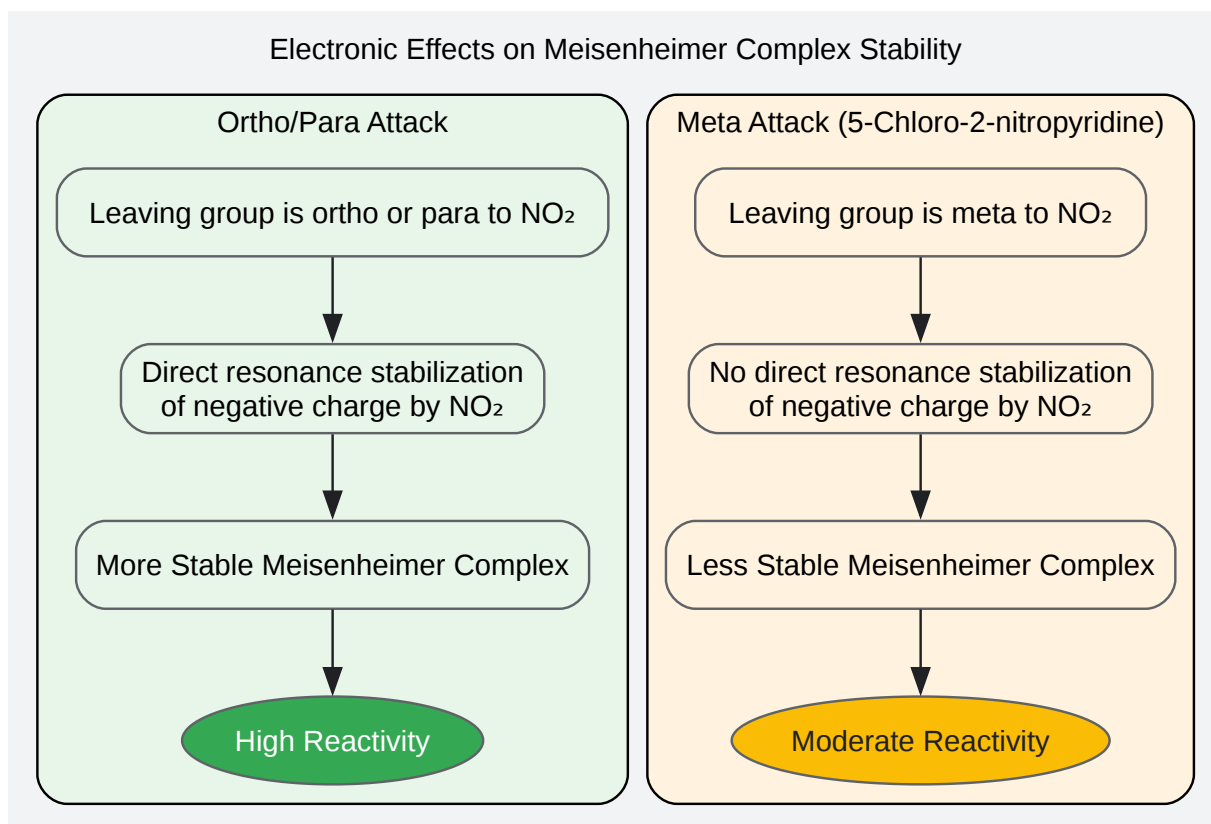 Electronic Effects on Meisenheimer Complex Stability
Ortho/Para Attack
Leaving group is ortho or para to NO₂
Direct resonance stabilization
of negative charge by NO₂
More Stable Meisenheimer Complex
High Reactivity
Meta Attack (5-Chloro-2-nitropyridine)
Leaving group is meta to NO₂
No direct resonance stabilization
of negative charge by NO₂
Less Stable Meisenheimer Complex
Moderate Reactivity